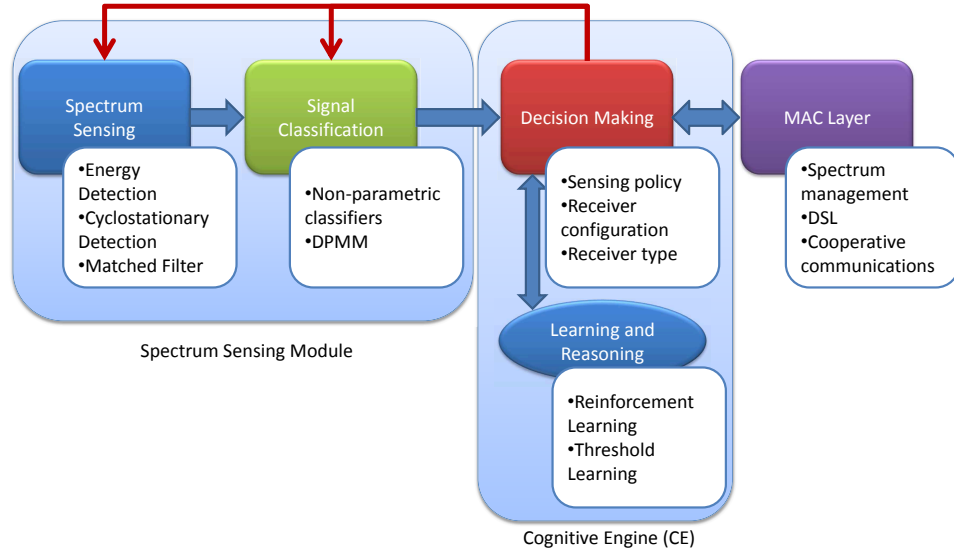 Spectrum
Sensing
•Energy
Detection
•Cyclostationary
Detection
•Matched Filter
Signal
Classification
•Non-parametric
classifiers
•DPMM
Spectrum Sensing Module
Decision Making
•Sensing policy
•Receiver
configuration
•Receiver type
Learning and
Reasoning
•Reinforcement
Learning
•Threshold
Learning
Cognitive Engine (CE)
MAC Layer
•Spectrum
management
•DSL
•Cooperative
communications